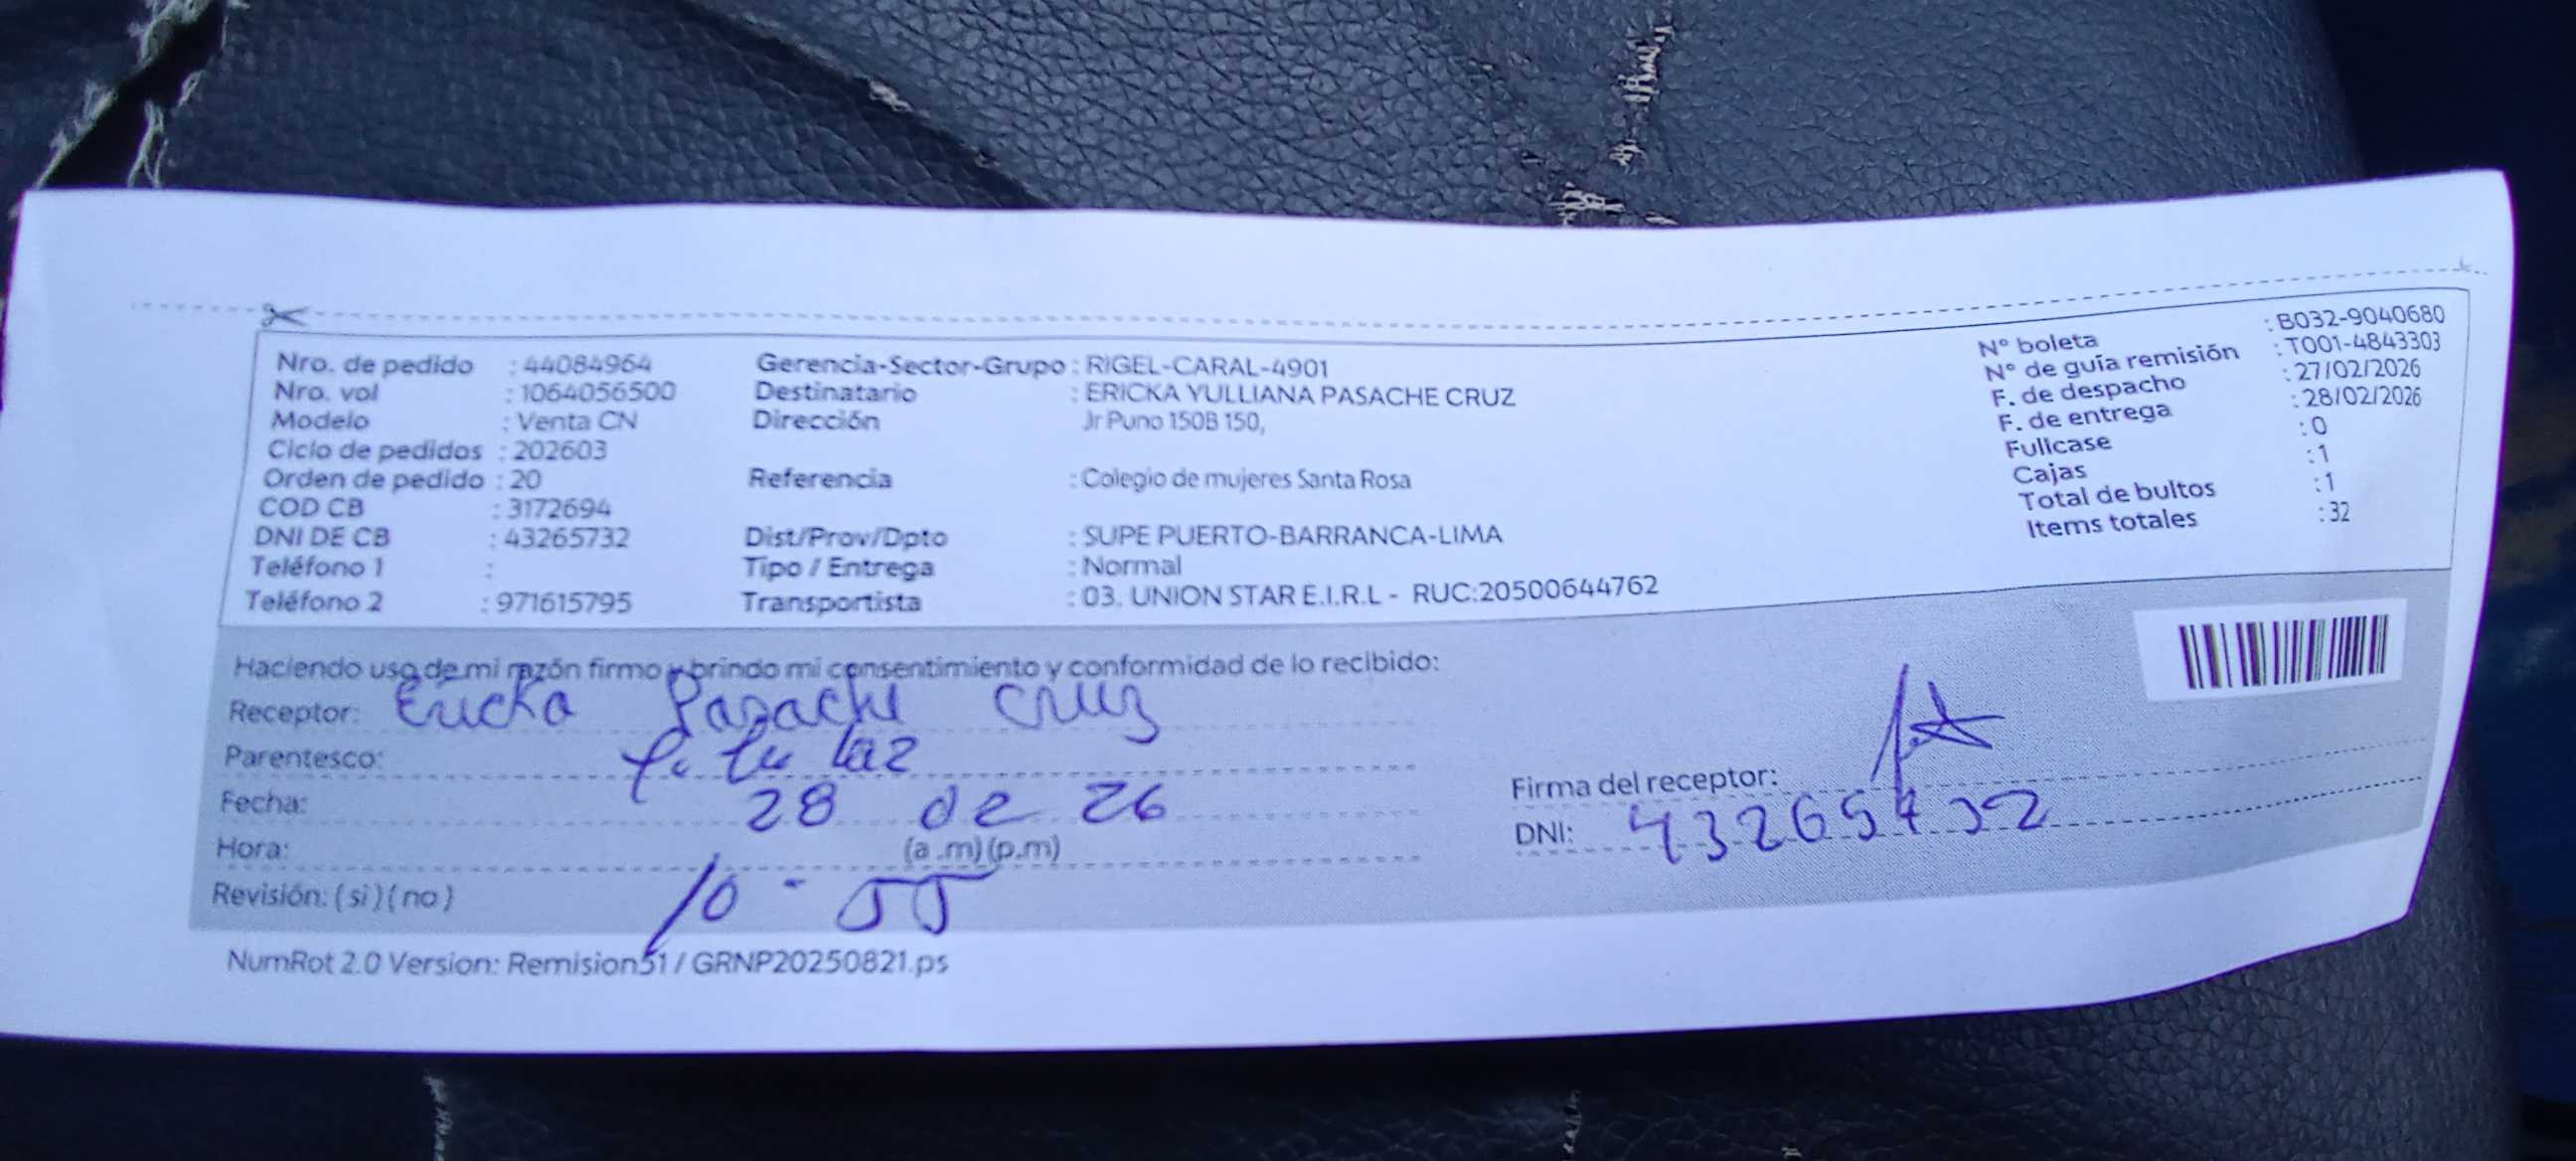 Nro. de pedido : 44084964
Nro. vol : 1064056500
Modelo : Venta CN
Ciclo de pedidos : 202603
Orden de pedido : 20
COD CB : 3172694
DNI DE CB : 43265732
Teléfono 1 :
Teléfono 2 : 971615795
Gerencia-Sector-Grupo : RIGEL-CARAL-4901
Destinatario : ERICKA YULLIANA PASACHE CRUZ
Dirección Jr Puno 150B 150,
Referencia : Colegio de mujeres Santa Rosa
Dist/Prov/Dpto : SUPE PUERTO-BARRANCA-LIMA
Tipo / Entrega : Normal
Transportista : 03. UNION STAR E.I.R.L - RUC:20500644762
N° boleta : B032-9040680
N° de guía remisión : T001-4843303
F. de despacho : 27/02/2026
F. de entrega : 28/02/2026
Fullcase : 0
Cajas : 1
Total de bultos : 1
Items totales : 32
Haciendo uso de mi razón firmo y brindo mi consentimiento y conformidad de lo recibido:
Receptor: Ericka Pasache Cruz
Parentesco:
Fecha: 28 de 26
Hora: (a .m) (p.m)
10 - 55
Revisión: ( si ) ( no )
Firma del receptor:
DNI: 43265732
NumRot 2.0 Version: Remision51 / GRNP20250821.ps